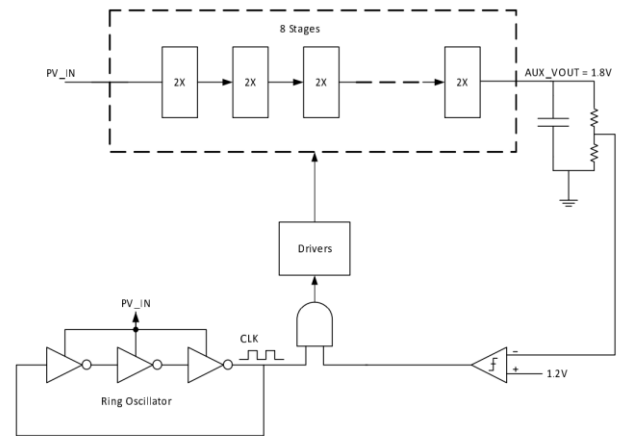 8 Stages
PV_IN
2X
2X
2X
2X
AUX_VOUT = 1.8V
Drivers
PV_IN
CLK
Ring Oscillator
–
+
1.2V